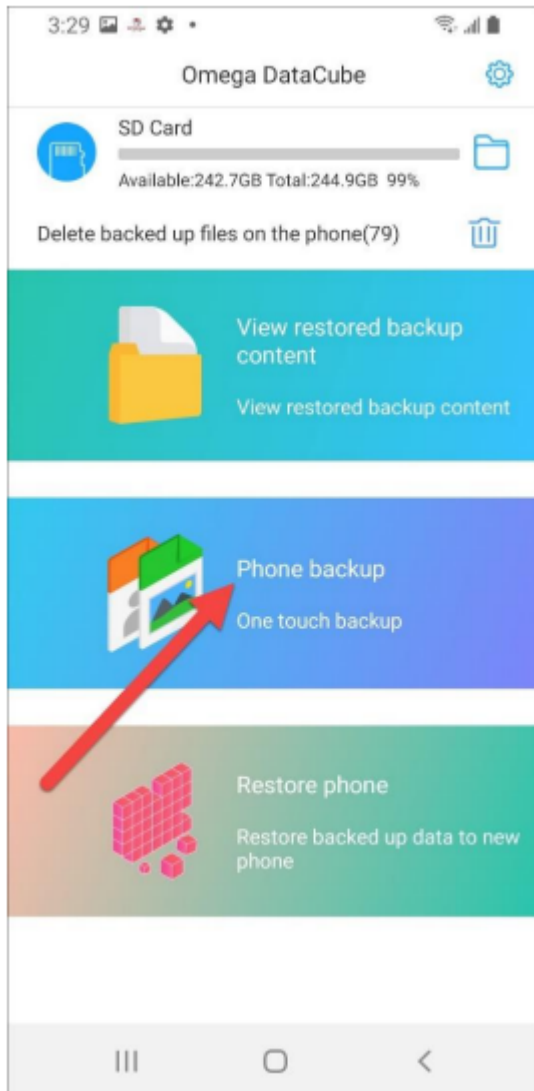 3:29
Omega DataCube
SD Card
Available:242.7GB Total:244.9GB 99%
Delete backed up files on the phone(79)
View restored backup
content
View restored backup content
Phone backup
One touch backup
Restore phone
Restore backed up data to new
phone